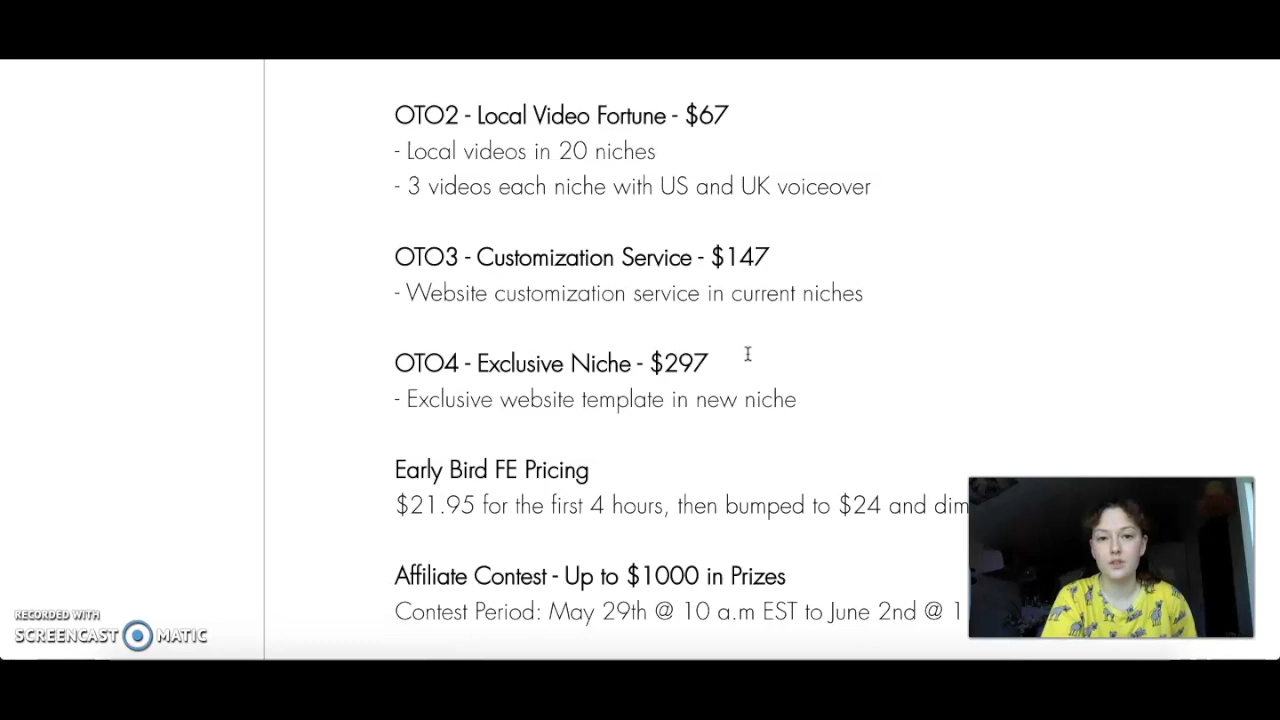 OTO2 - Local Video Fortune - $67
- Local videos in 20 niches
- 3 videos each niche with US and UK voiceover
OTO3 - Customization Service - $147
- Website customization service in current niches
OTO4 - Exclusive Niche - $297
- Exclusive website template in new niche
Early Bird FE Pricing
$21.95 for the first 4 hours, then bumped to $24 and dim
Affiliate Contest - Up to $1000 in Prizes
Contest Period: May 29th @ 10 a.m EST to June 2nd @ 1
RECORDED WITH
SCREENCAST MATIC